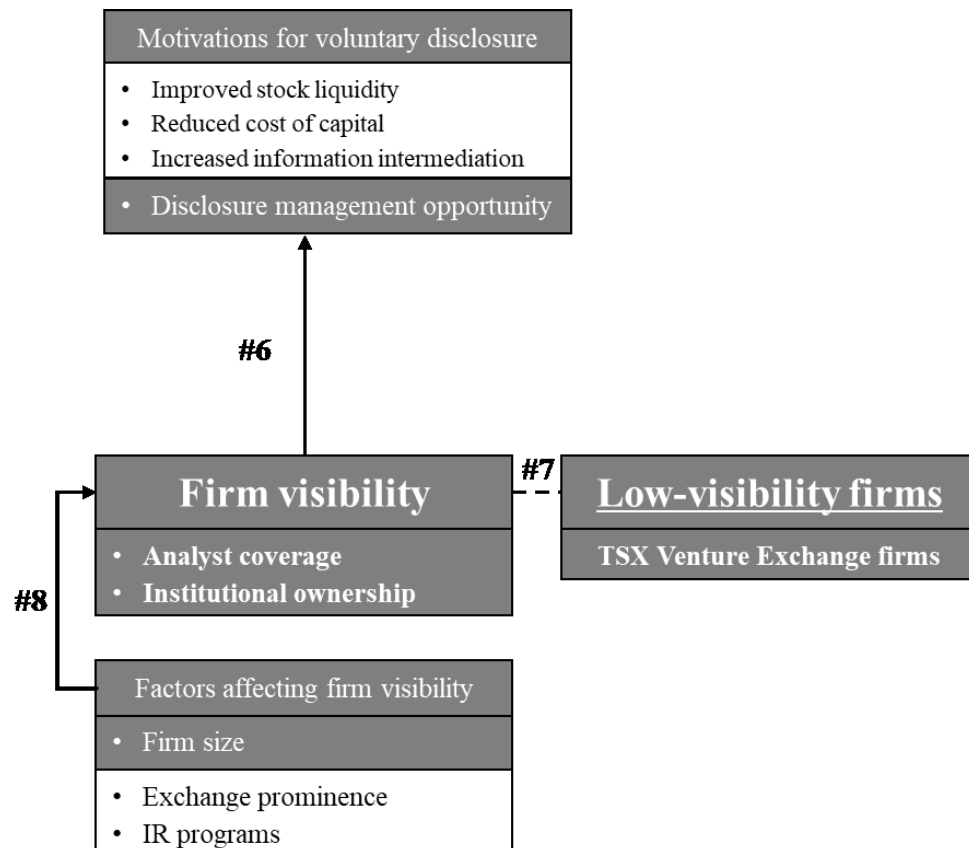 Motivations for voluntary disclosure
• Improved stock liquidity
• Reduced cost of capital
• Increased information intermediation
• Disclosure management opportunity
#6
#7
Firm visibility
• Analyst coverage
• Institutional ownership
Low-visibility firms
TSX Venture Exchange firms
#8
Factors affecting firm visibility
• Firm size
• Exchange prominence
• IR programs